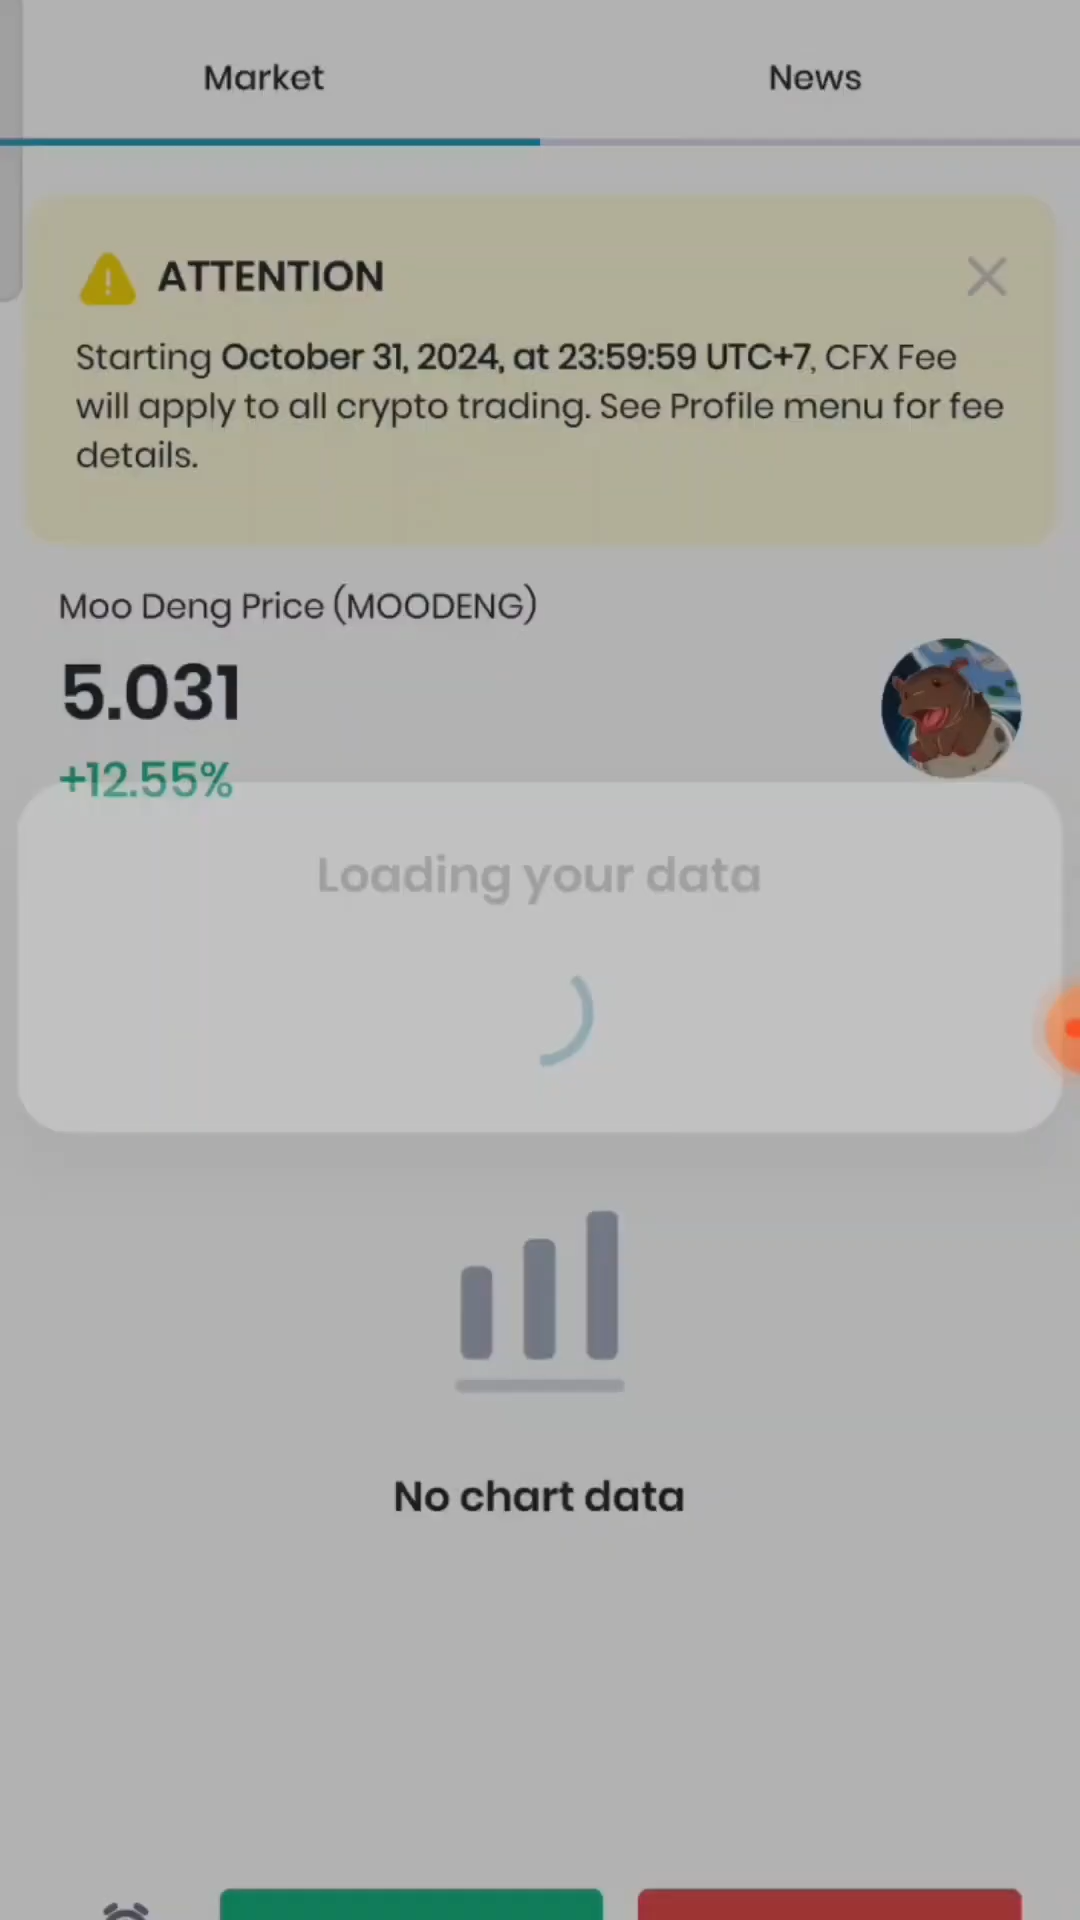 Market
News
ATTENTION
Starting October 31, 2024, at 23:59:59 UTC+7, CFX Fee
will apply to all crypto trading. See Profile menu for fee
details.
Moo Deng Price (MOODENG)
5.031
+12.55%
Loading your data
No chart data